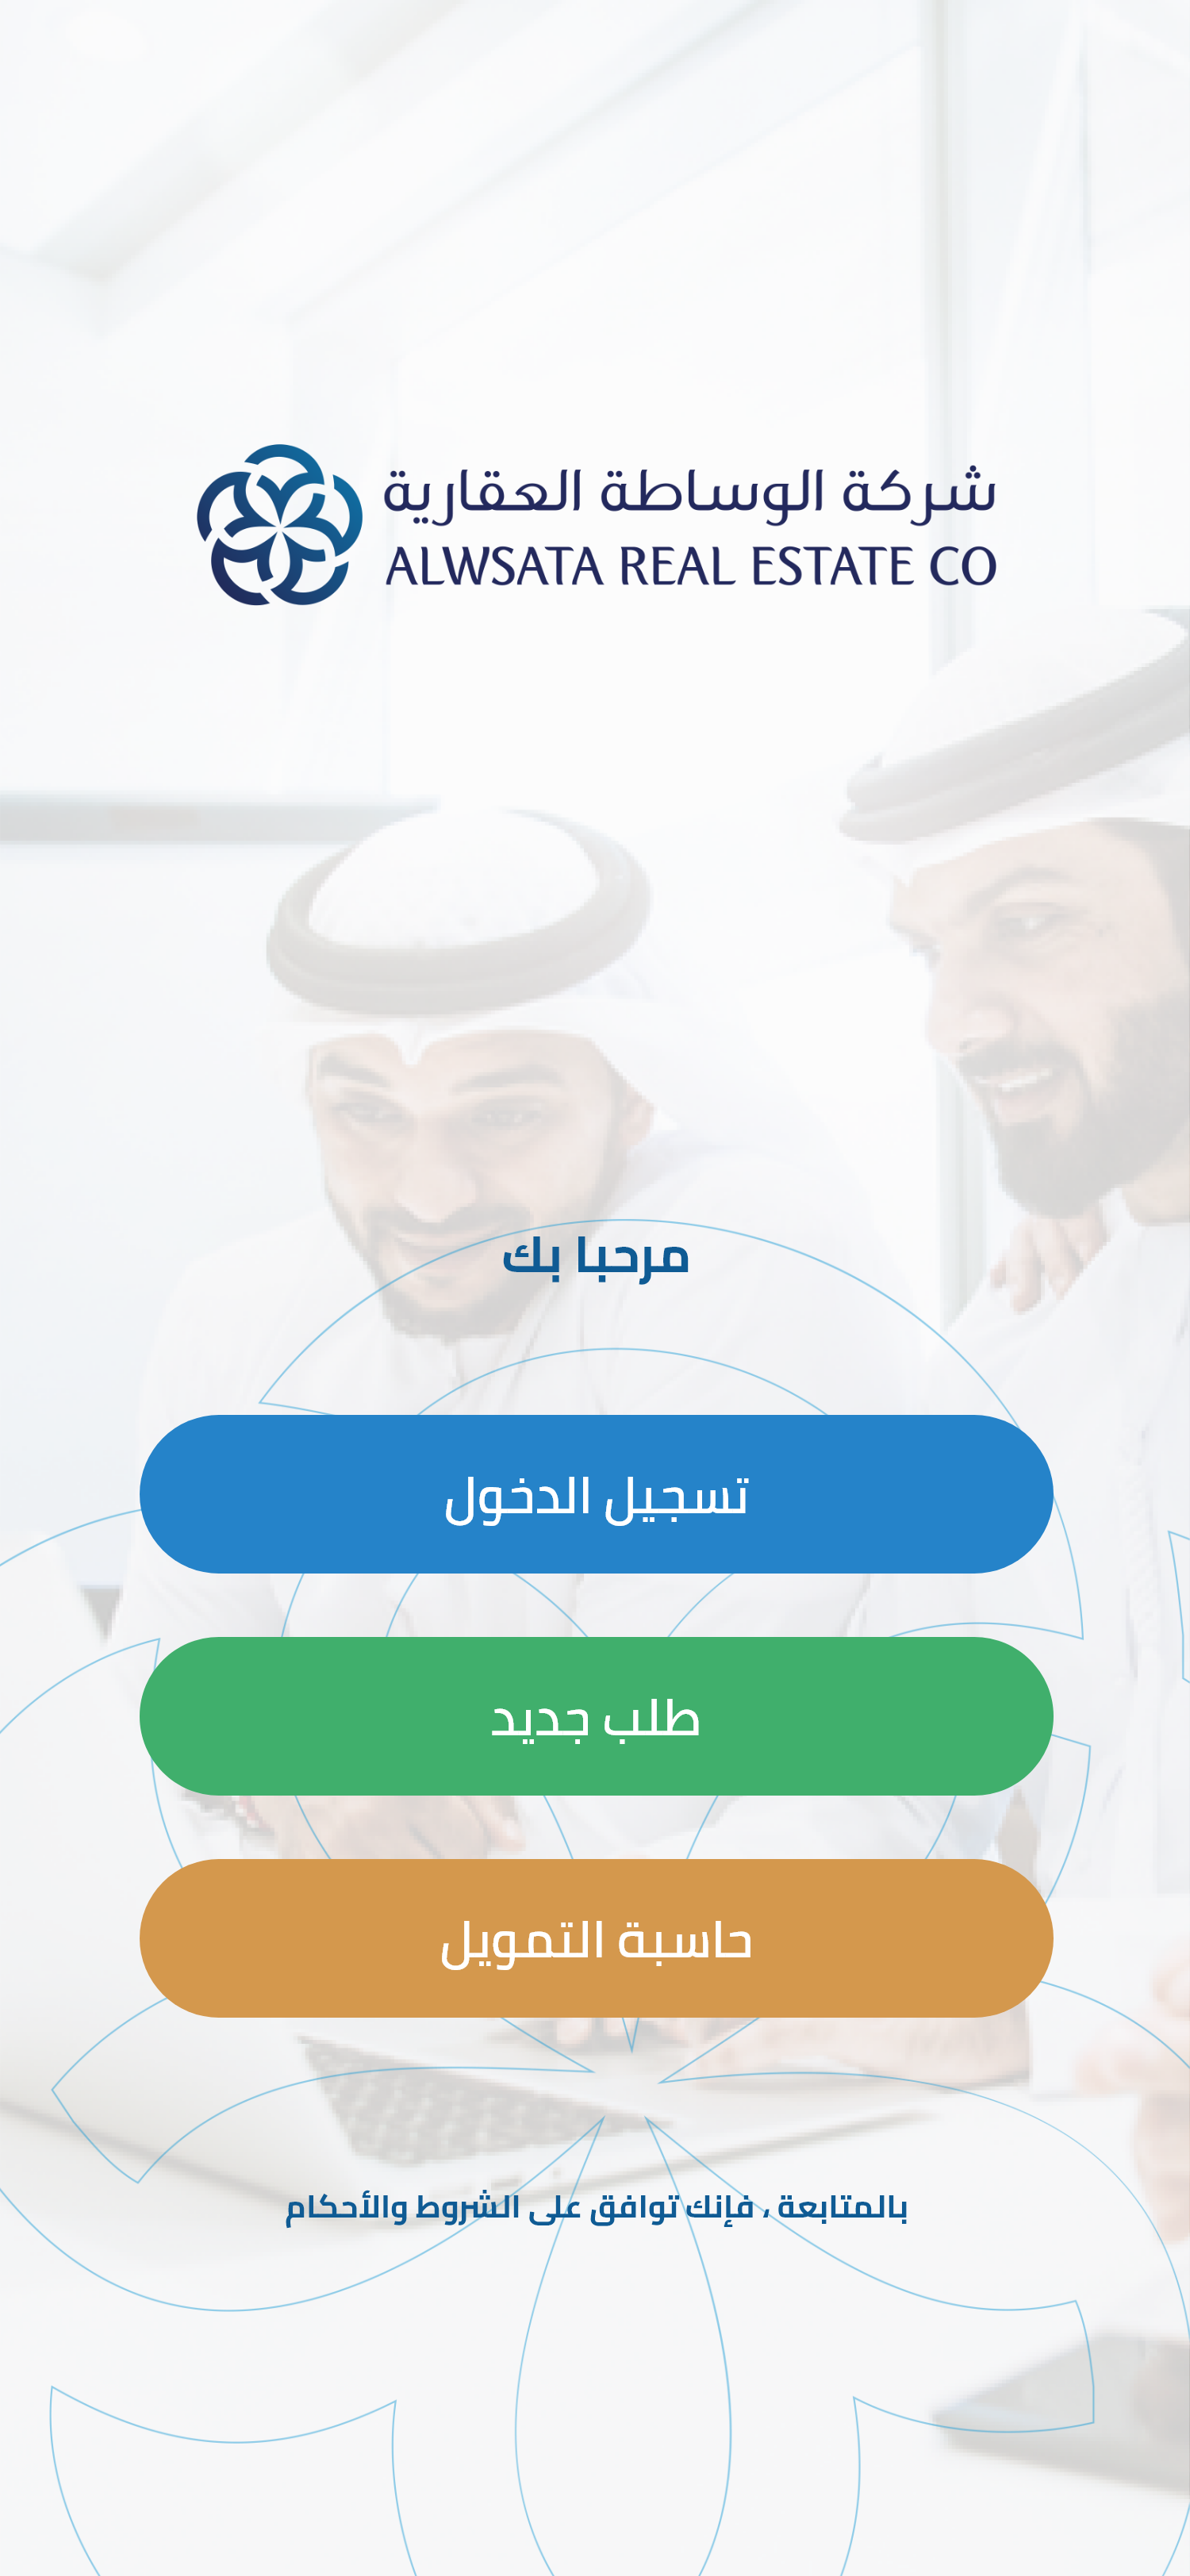 شركة الوساطة العقارية
ALWSATA REAL ESTATE CO
مرحبا بك
تسجيل الدخول
طلب جديد
حاسبة التمويل
بالمتابعة ، فإنك توافق على الشروط والأحكام